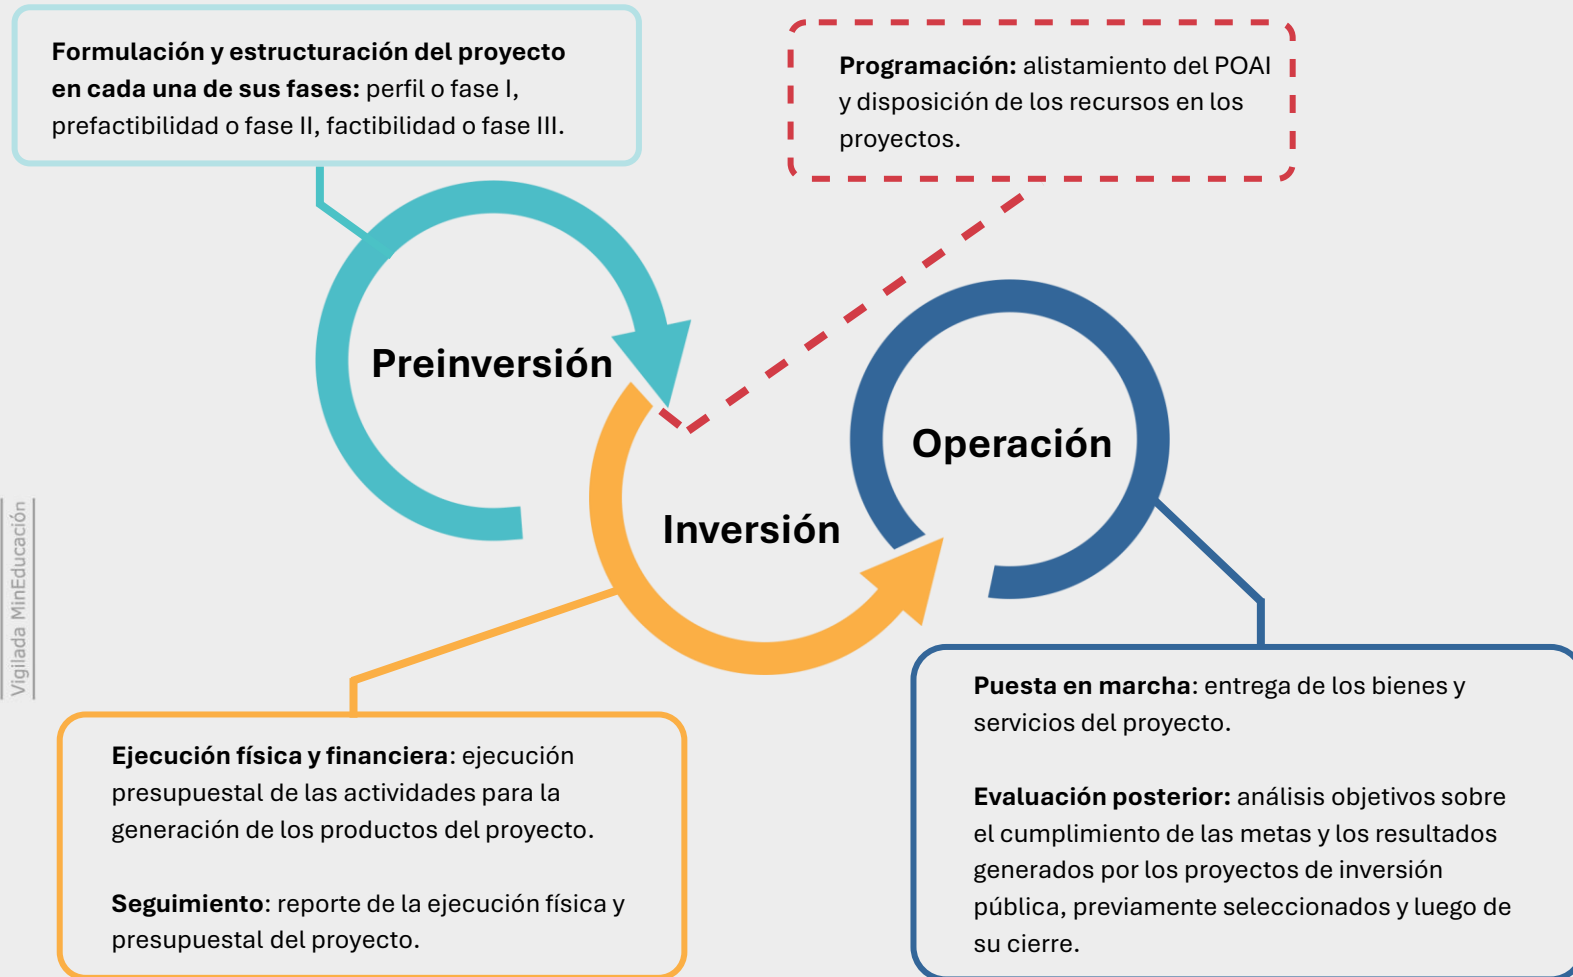 Formulación y estructuración del proyecto
en cada una de sus fases: perfil o fase I,
prefactibilidad o fase II, factibilidad o fase III.
Programación: alistamiento del POAI
y disposición de los recursos en los
proyectos.
Preinversión
Operación
Inversión
Vigilada MinEducación
Ejecución física y financiera: ejecución
presupuestal de las actividades para la
generación de los productos del proyecto.
Seguimiento: reporte de la ejecución física y
presupuestal del proyecto.
Puesta en marcha: entrega de los bienes y
servicios del proyecto.
Evaluación posterior: análisis objetivos sobre
el cumplimiento de las metas y los resultados
generados por los proyectos de inversión
pública, previamente seleccionados y luego de
su cierre.